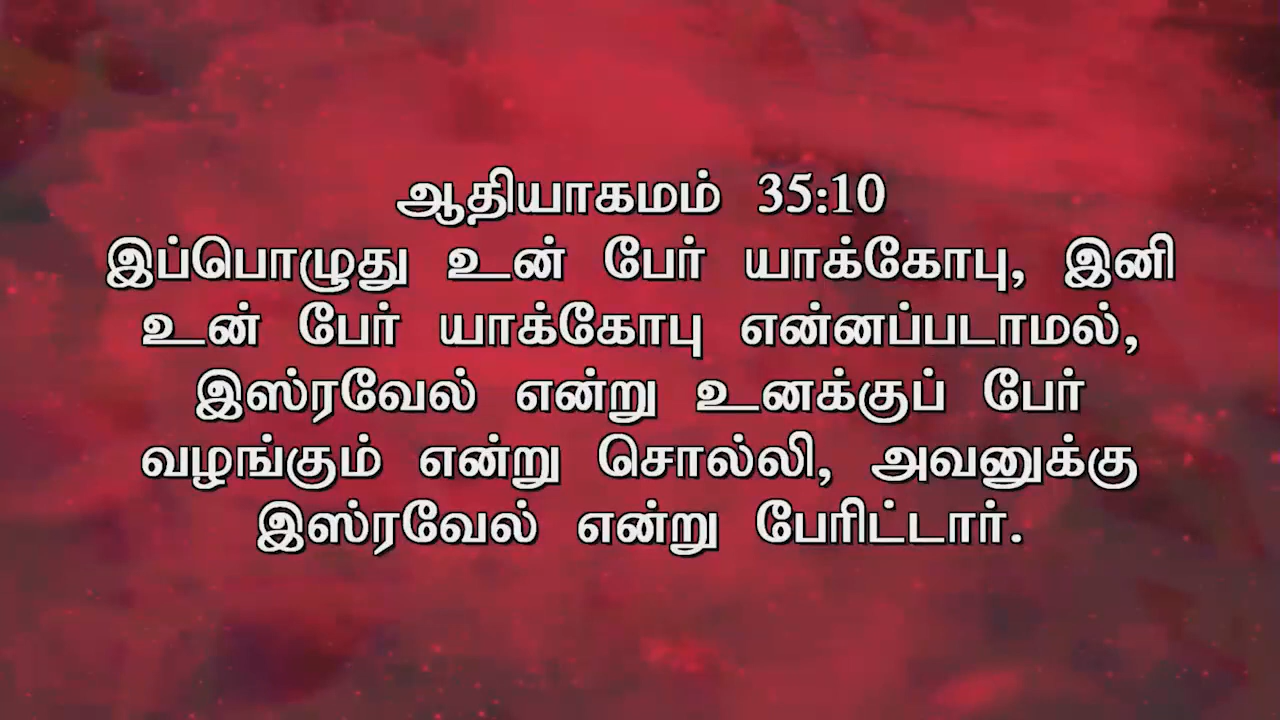 ஆதியாகமம் 35:10
இப்பொழுது உன் பேர் யாக்கோபு, இனி
உன் பேர் யாக்கோபு என்னப்படாமல்,
இஸ்ரவேல் என்று உனக்குப் பேர்
வழங்கும் என்று சொல்லி, அவனுக்கு
இஸ்ரவேல் என்று பேரிட்டார்.